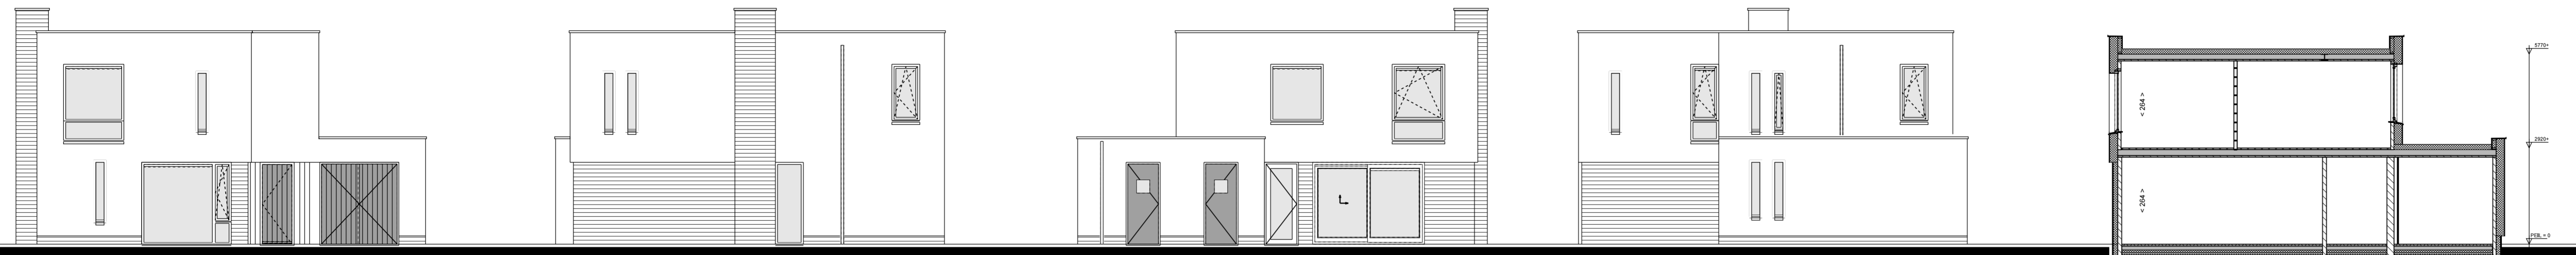 5770+
< 264 >
2920+
< 264 >
PEIL = 0